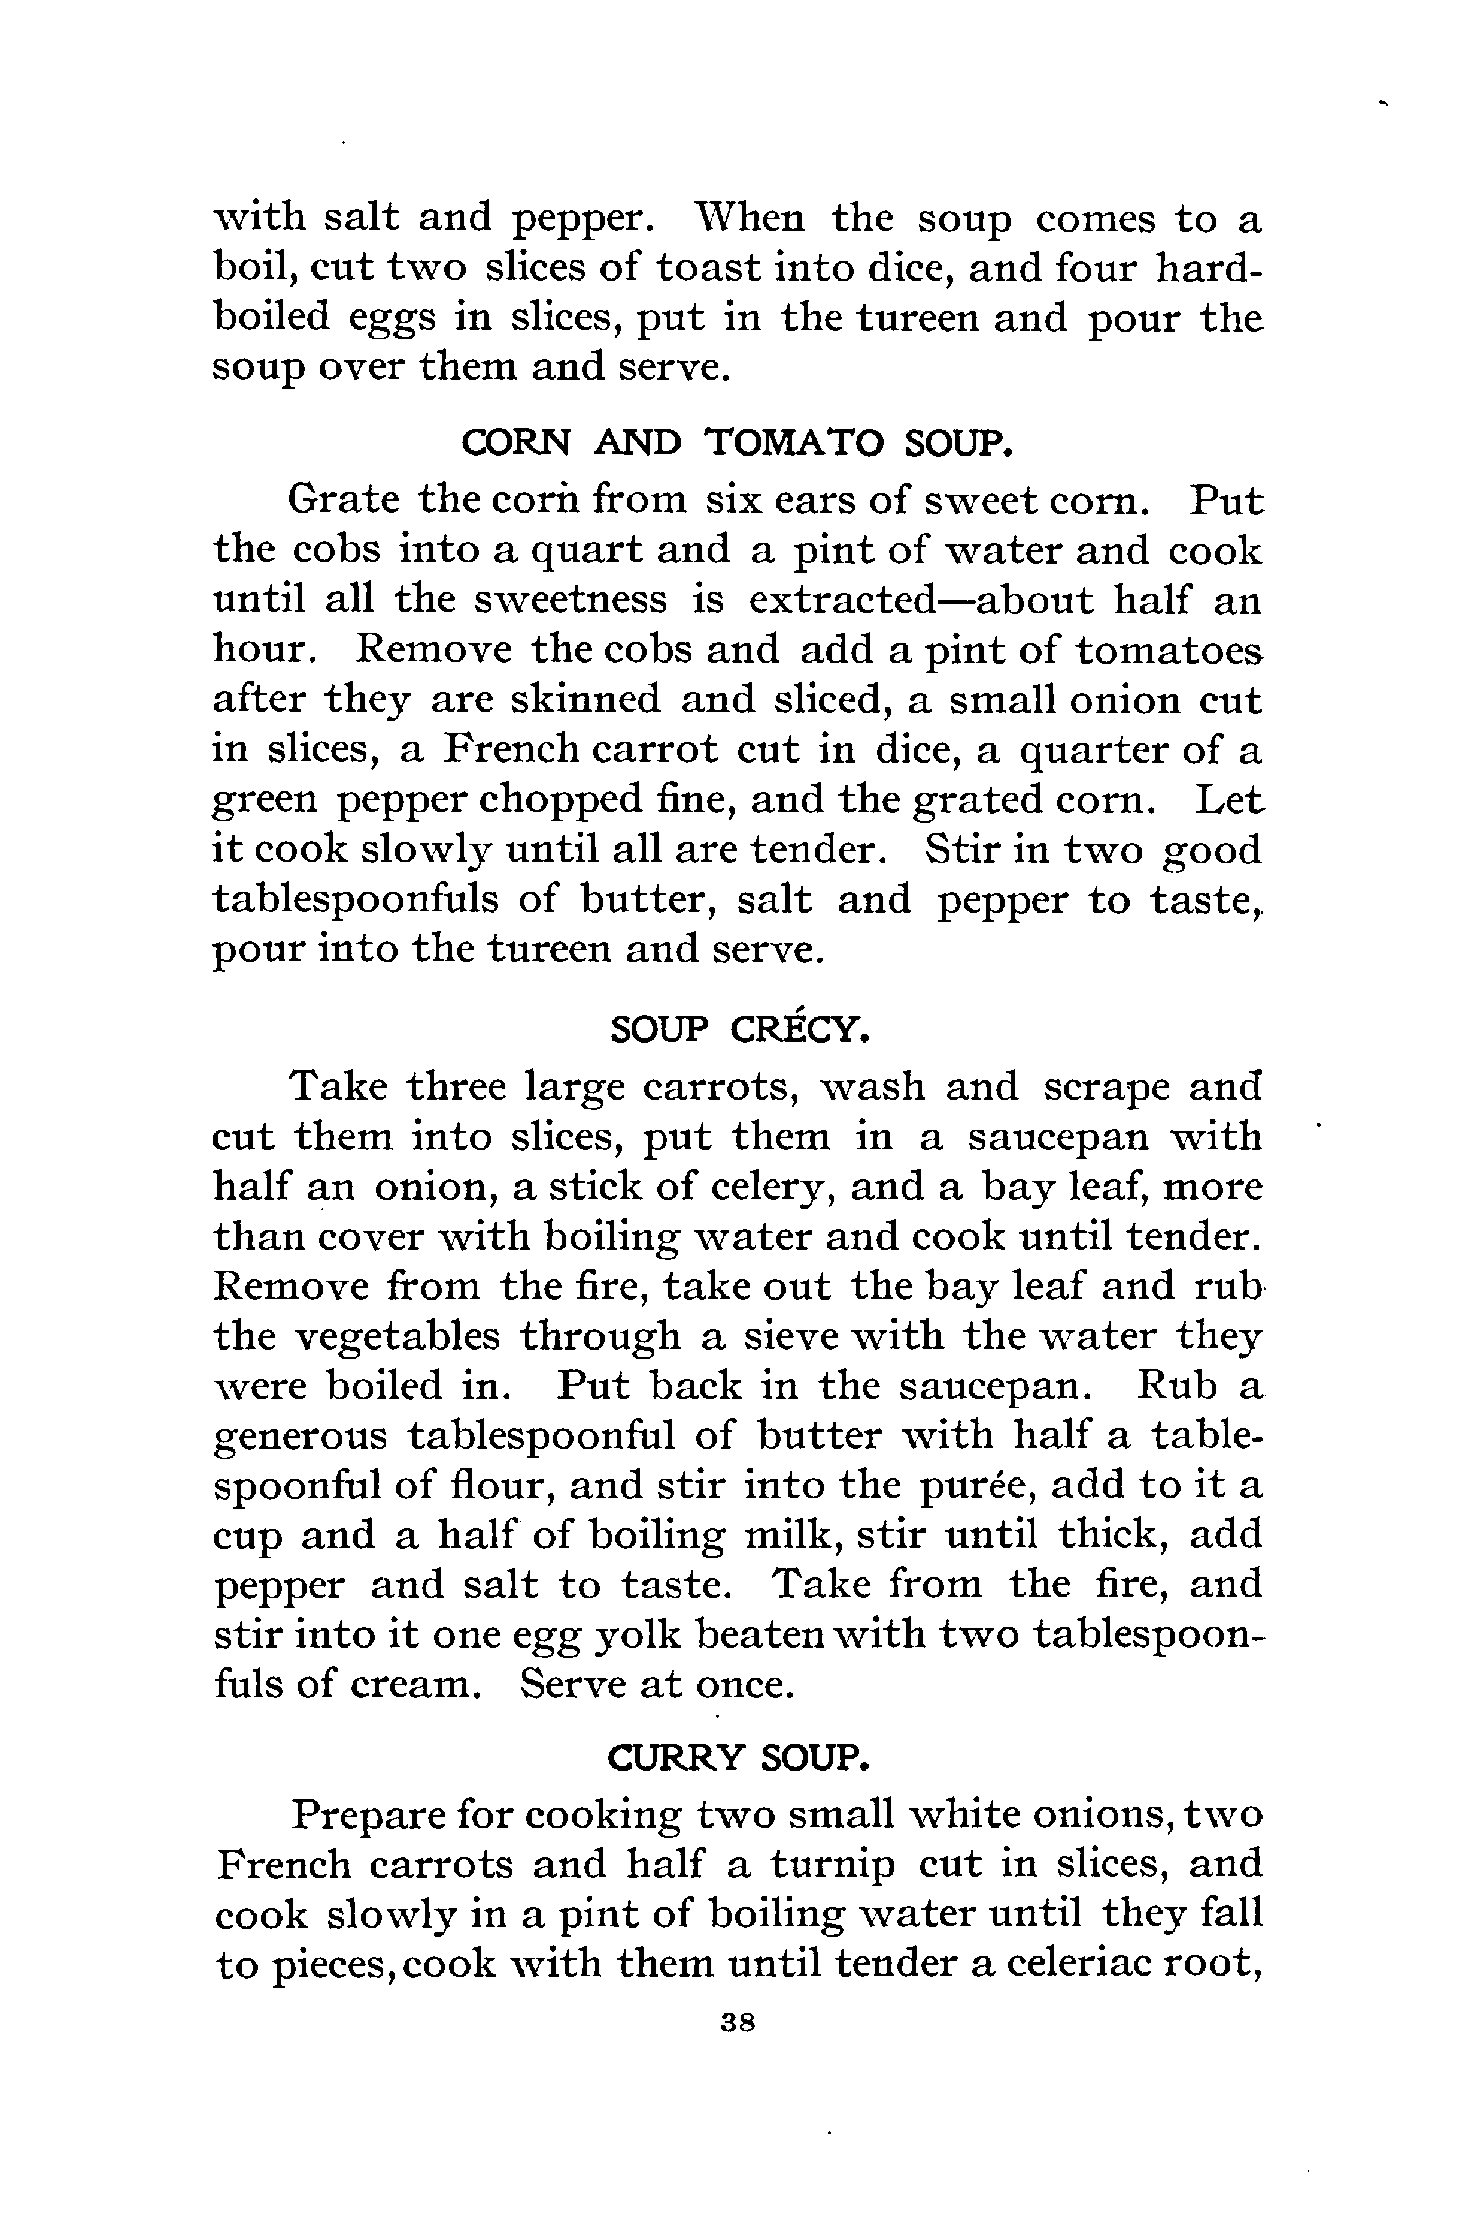 with salt and pepper. When the soup comes to a
boil, cut two slices of toast into dice, and four hard-
boiled eggs in slices, put in the tureen and pour the
soup over them and serve.
CORN AND TOMATO SOUP.
Grate the corn from six ears of sweet corn. Put
the cobs into a quart and a pint of water and cook
until all the sweetness is extracted—about half an
hour. Remove the cobs and add a pint of tomatoes
after they are skinned and sliced, a small onion cut
in slices, a French carrot cut in dice, a quarter of a
green pepper chopped fine, and the grated corn. Let
it cook slowly until all are tender. Stir in two good
tablespoonfuls of butter, salt and pepper to taste,
pour into the tureen and serve.
SOUP CRÉCY.
Take three large carrots, wash and scrape and
cut them into slices, put them in a saucepan with
half an onion, a stick of celery, and a bay leaf, more
than cover with boiling water and cook until tender.
Remove from the fire, take out the bay leaf and rub
the vegetables through a sieve with the water they
were boiled in. Put back in the saucepan. Rub a
generous tablespoonful of butter with half a table-
spoonful of flour, and stir into the purée, add to it a
cup and a half of boiling milk, stir until thick, add
pepper and salt to taste. Take from the fire, and
stir into it one egg yolk beaten with two tablespoon-
fuls of cream. Serve at once.
CURRY SOUP.
Prepare for cooking two small white onions, two
French carrots and half a turnip cut in slices, and
cook slowly in a pint of boiling water until they fall
to pieces, cook with them until tender a celeriac root,
38